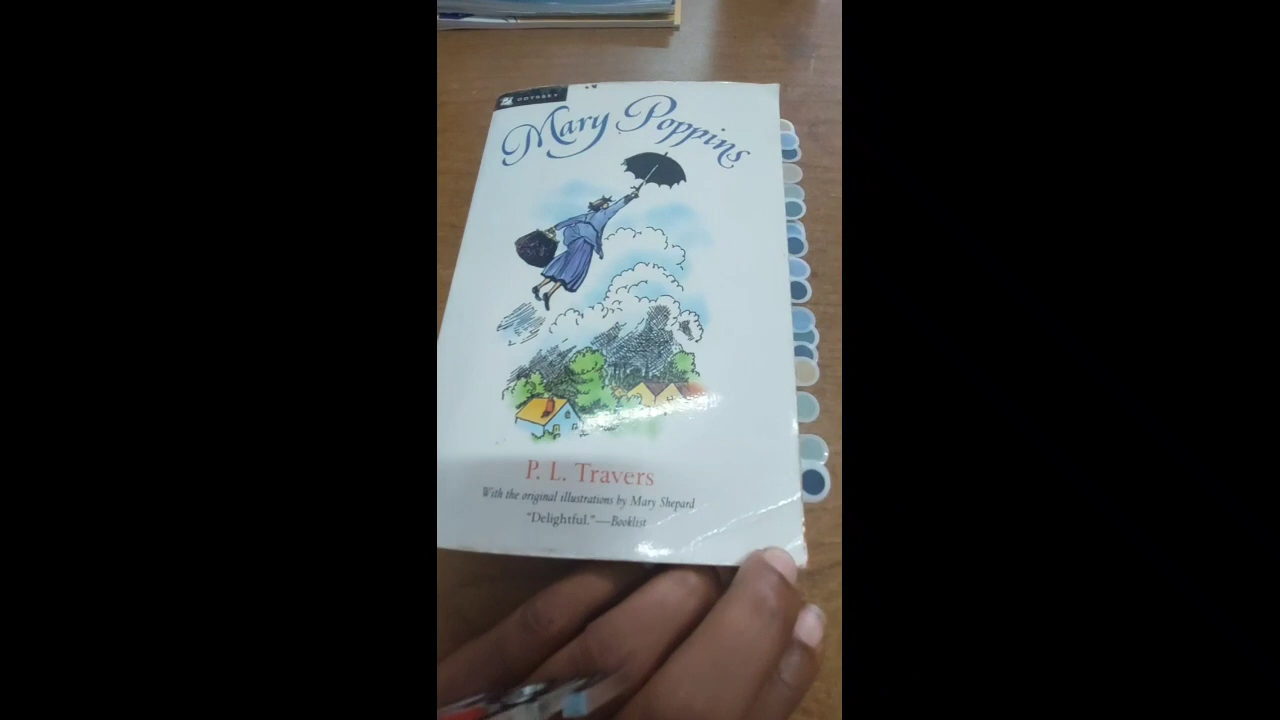 ODYSSEY
Mary Poppins
P. L. Travers
With the original illustrations by Mary Shepard
"Delightful."—Booklist